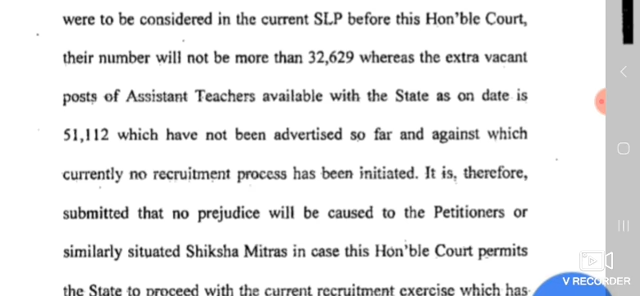 were to be considered in the current SLP before this Hon'ble Court,
their number will not be more than 32,629 whereas the extra vacant
posts of Assistant Teachers available with the State as on date is
51,112 which have not been advertised so far and against which
currently no recruitment process has been initiated. It is, therefore,
submitted that no prejudice will be caused to the Petitioners or
similarly situated Shiksha Mitras in case this Hon'ble Court permits
the State to proceed with the current recruitment exercise which has
V RECORDER